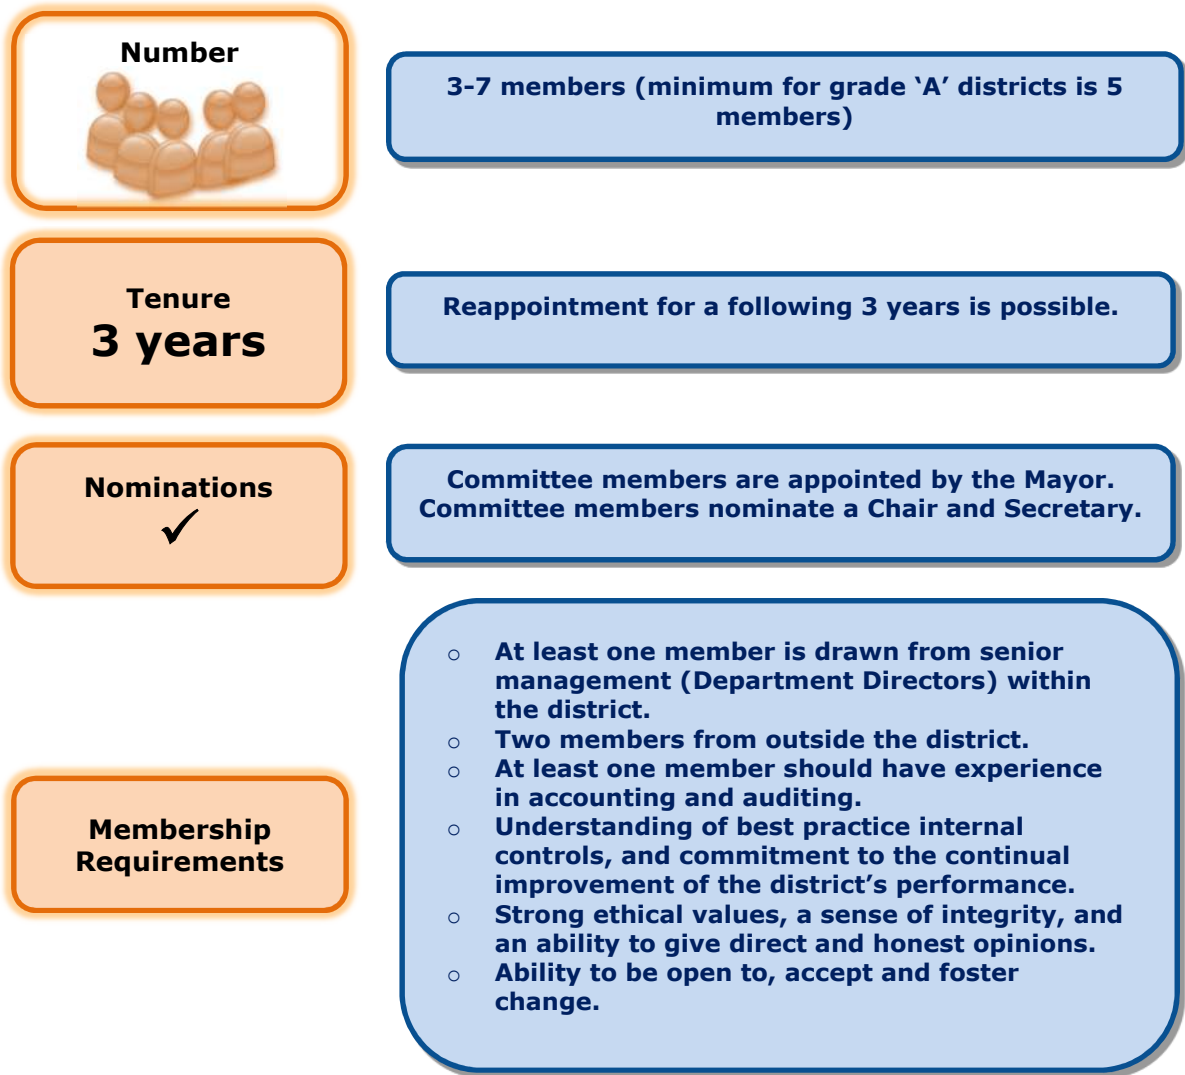 Number
3-7 members (minimum for grade ‘A’ districts is 5
members)
Tenure
3 years
Reappointment for a following 3 years is possible.
Nominations
✓
Committee members are appointed by the Mayor.
Committee members nominate a Chair and Secretary.
Membership
Requirements
o At least one member is drawn from senior
management (Department Directors) within
the district.
o Two members from outside the district.
o At least one member should have experience
in accounting and auditing.
o Understanding of best practice internal
controls, and commitment to the continual
improvement of the district’s performance.
o Strong ethical values, a sense of integrity, and
an ability to give direct and honest opinions.
o Ability to be open to, accept and foster
change.